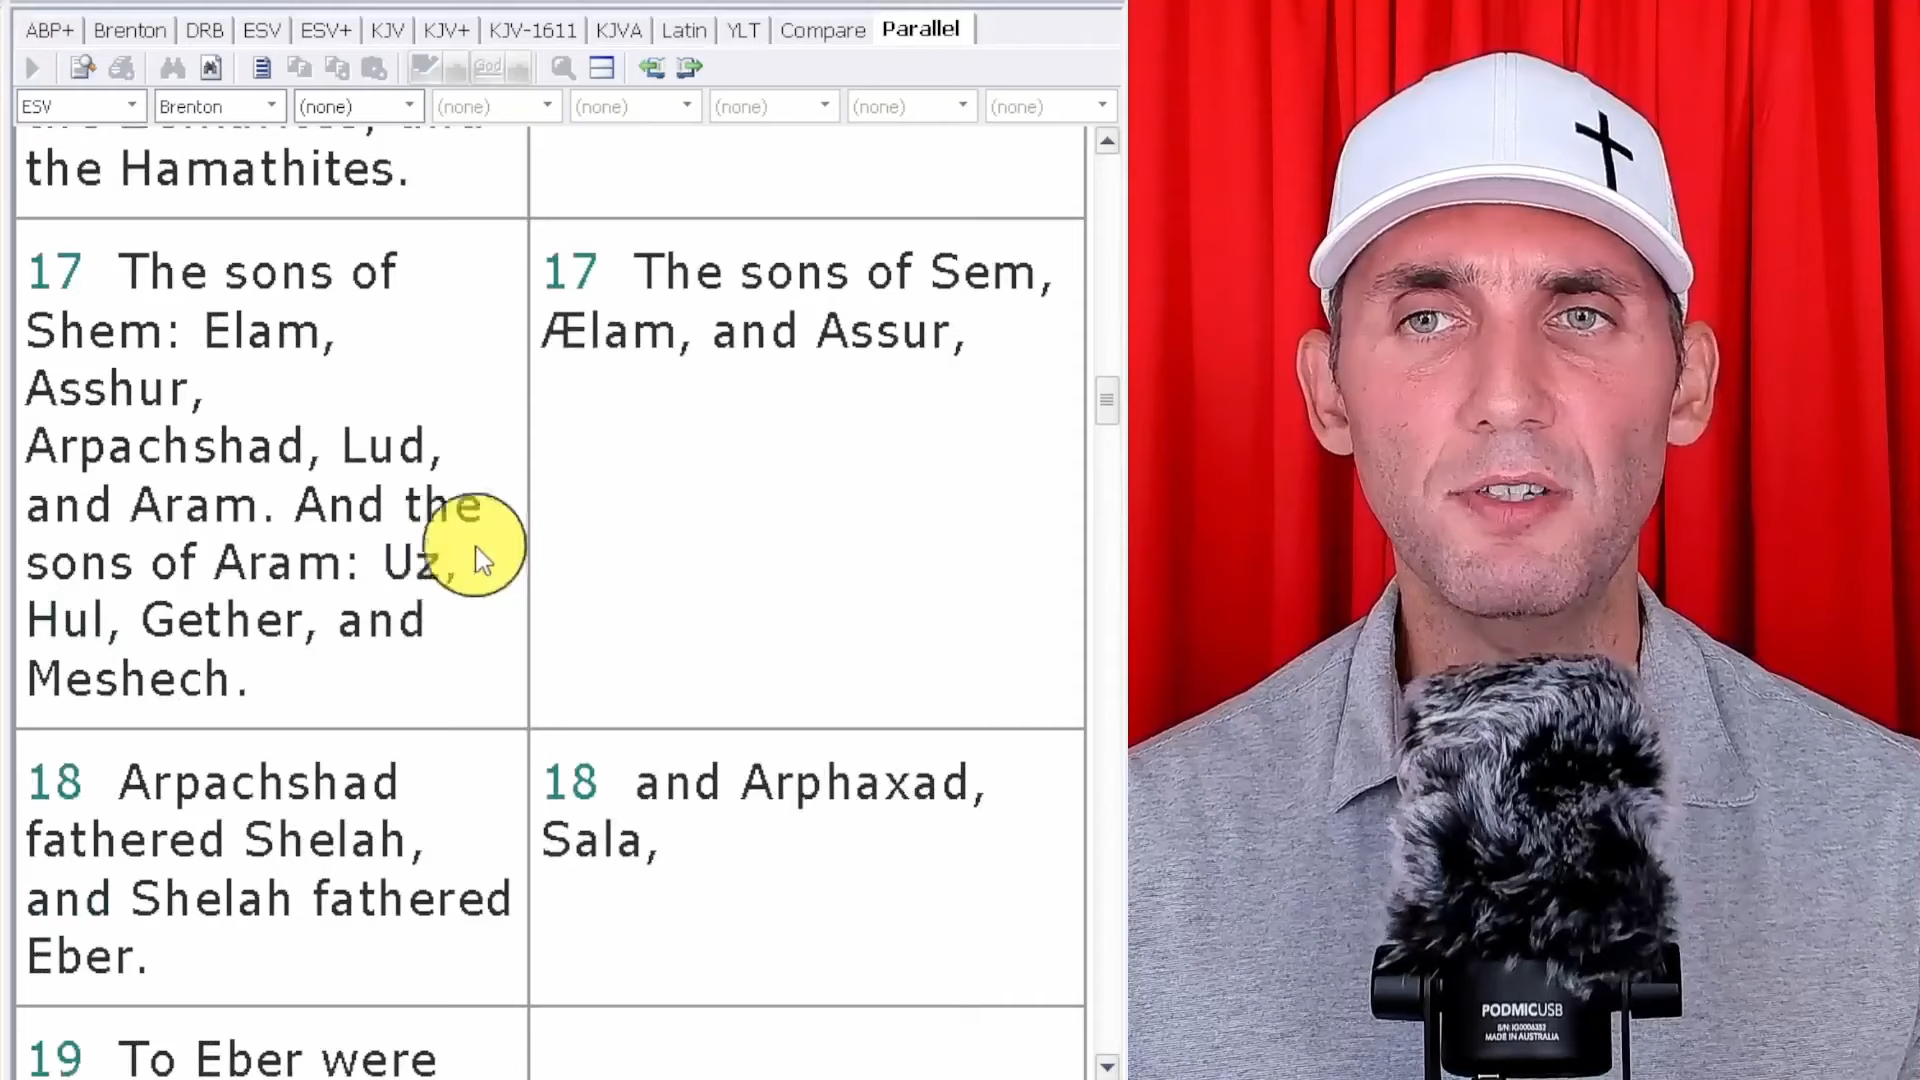 ABP+ Brenton DRB ESV ESV+ KJV KJV+ KJV-1611 KJVA Latin YLT Compare Parallel
God
ESV Brenton (none) (none) (none) (none) (none) (none)
the Hamathites.
17 The sons of
Shem: Elam,
Asshur,
Arpachshad, Lud,
and Aram. And the
sons of Aram: Uz,
Hul, Gether, and
Meshech.
17 The sons of Sem,
Ælam, and Assur,
18 Arpachshad
fathered Shelah,
and Shelah fathered
Eber.
18 and Arphaxad,
Sala,
19 To Eber were
PODMICUSB
MADE IN AUSTRALIA